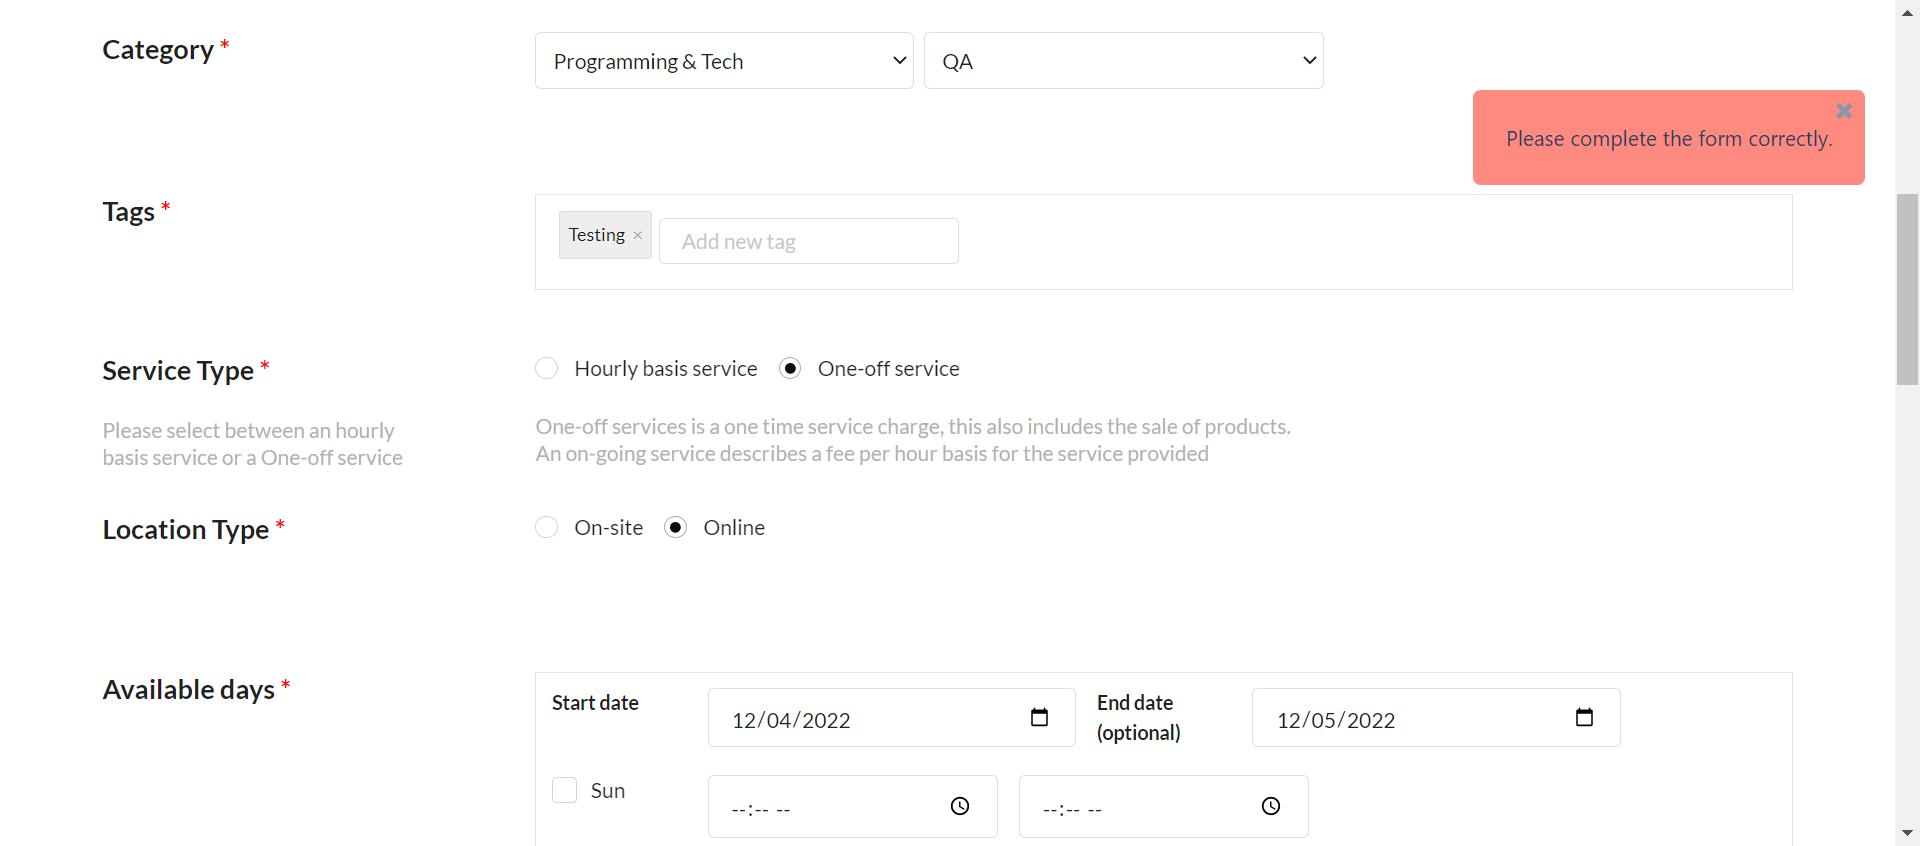 Category *
Programming & Tech
QA
Please complete the form correctly.
Tags *
Testing ×
Add new tag
Service Type *
Hourly basis service
One-off service
Please select between an hourly
basis service or a One-off service
One-off services is a one time service charge, this also includes the sale of products.
An on-going service describes a fee per hour basis for the service provided
Location Type *
On-site
Online
Available days *
Start date
12/04/2022
End date
(optional)
12/05/2022
Sun
--:-- --
--:-- --